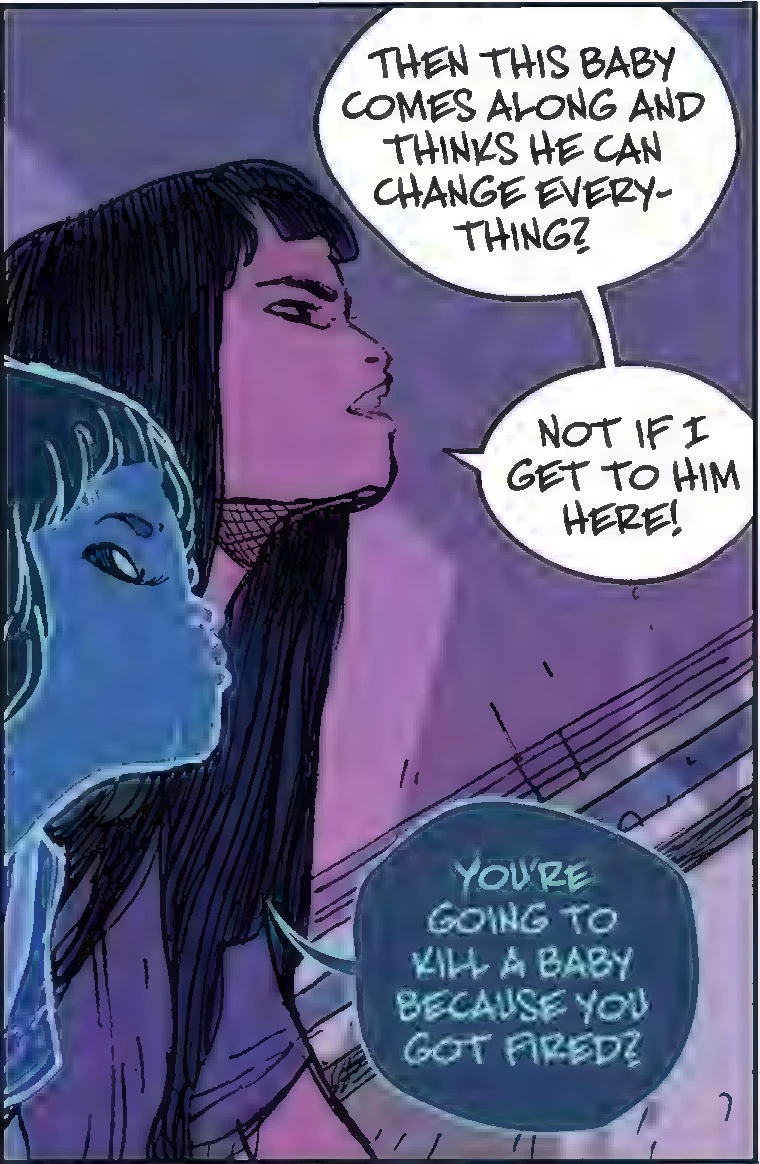 THEN THIS BABY
COMES ALONG AND
THINKS HE CAN
CHANGE EVERY-
THING?
NOT IF I
GET TO HIM
HERE!
YOU'RE
GOING TO
KILL A BABY
BECAUSE YOU
GOT FIRED?